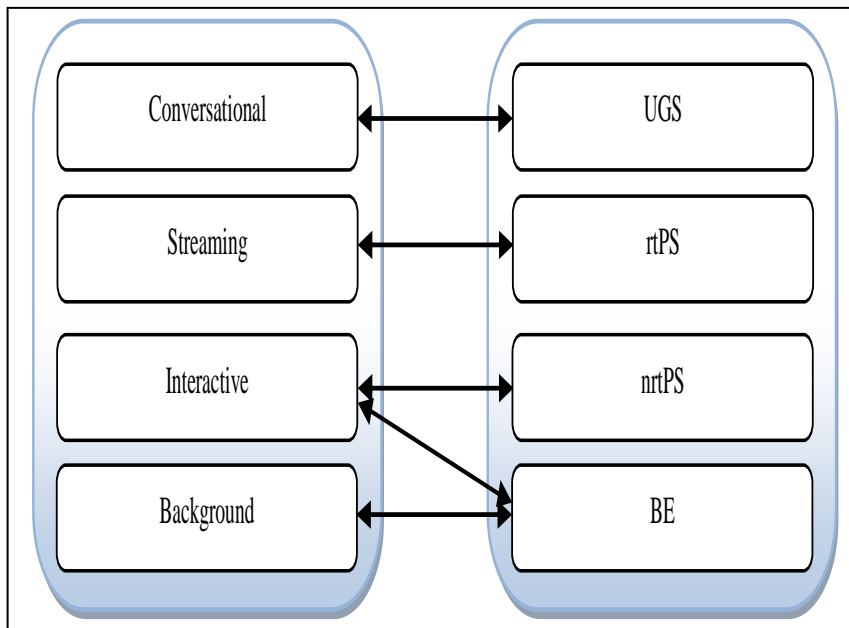 Conversational
UGS
Streaming
rtPS
Interactive
nrtPS
Background
BE